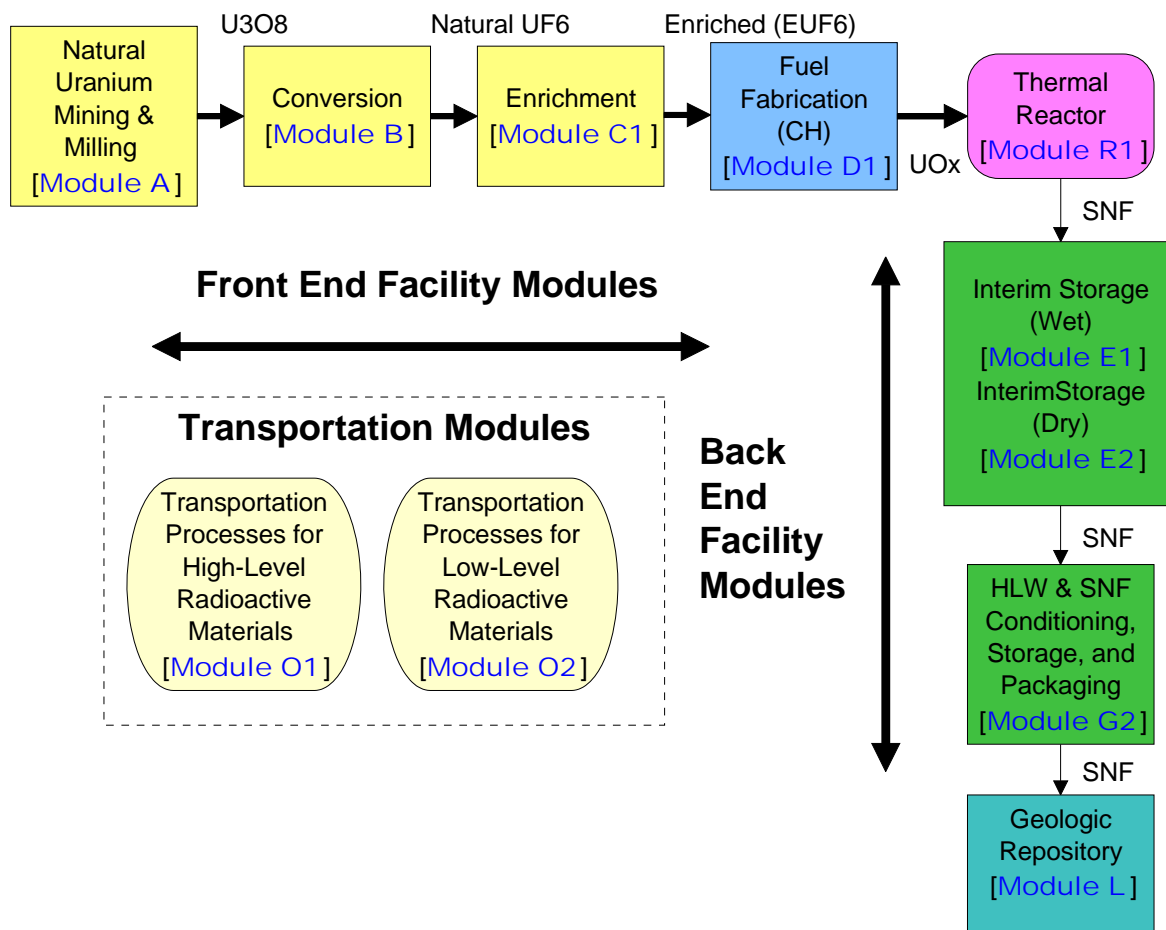 U3O8
Natural UF6
Enriched (EUF6)
Natural
Uranium
Mining &
Milling
[Module A]
Conversion
[Module B]
Enrichment
[Module C1]
Fuel
Fabrication
(CH)
[Module D1]
UOx
Thermal
Reactor
[Module R1]
SNF
Interim Storage
(Wet)
[Module E1]
InterimStorage
(Dry)
[Module E2]
SNF
HLW & SNF
Conditioning,
Storage, and
Packaging
[Module G2]
SNF
Geologic
Repository
[Module L]
Front End Facility Modules
Back
End
Facility
Modules
Transportation Modules
Transportation
Processes for
High-Level
Radioactive
Materials
[Module O1]
Transportation
Processes for
Low-Level
Radioactive
Materials
[Module O2]